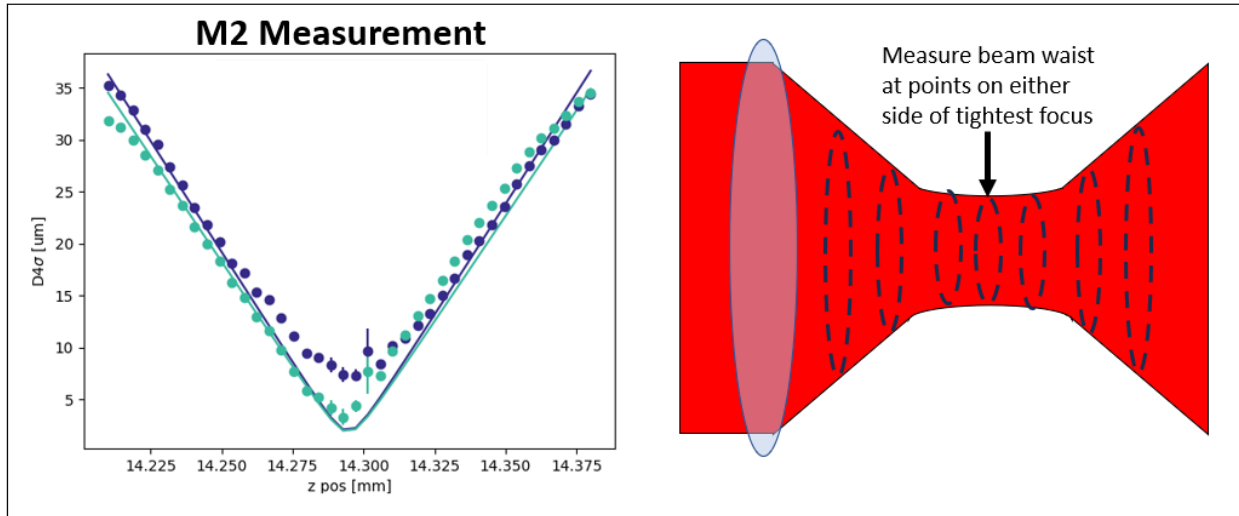 M2 Measurement
35
30
25
20
15
10
5
D4σ [um]
14.225 14.250 14.275 14.300 14.325 14.350 14.375
z pos [mm]
Measure beam waist
at points on either
side of tightest focus